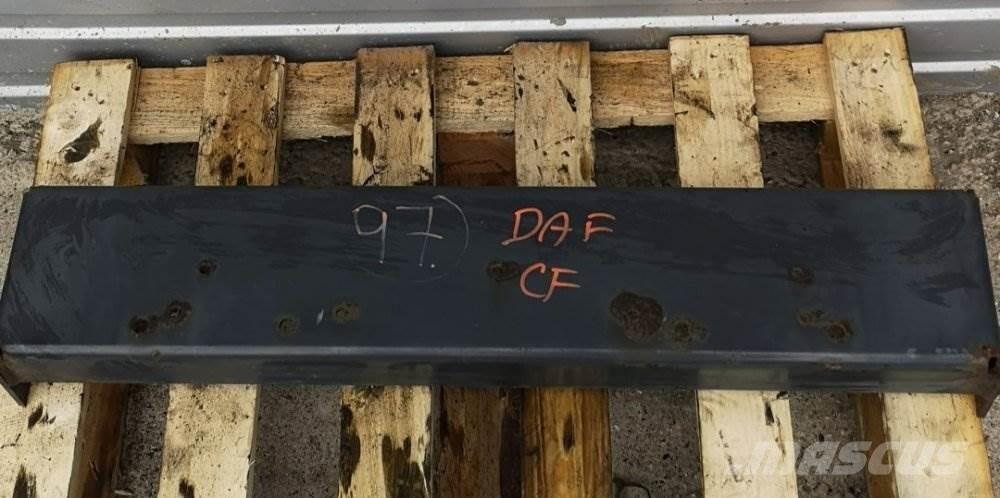 97) DAF
CF
MASCUS